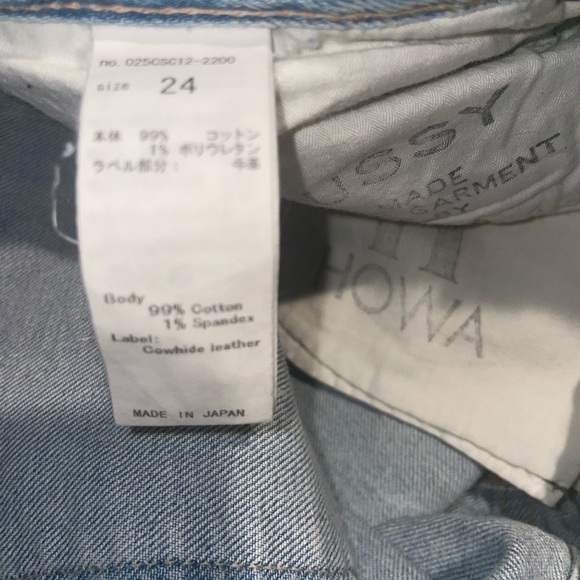 no. 025CSC12-2200
size 24
本体 99% コットン
1% ポリウレタン
ラベル部分: 牛革
Body
99% Cotton
1% Spandex
Label:
Cowhide leather
MADE IN JAPAN
USSY
MADE
GARMENT
BY
HOWA